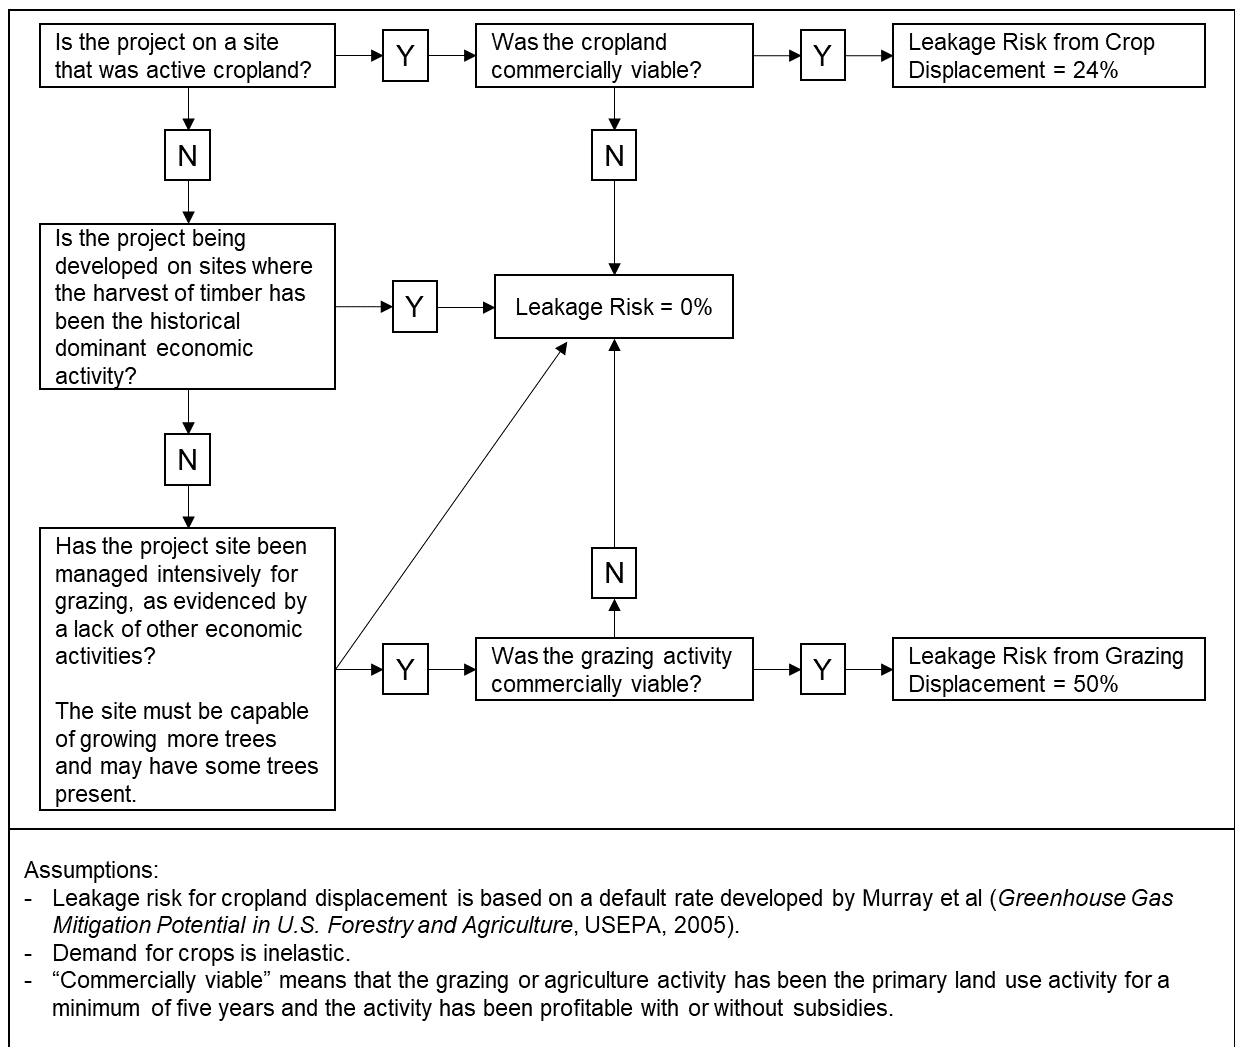 Is the project on a site
that was active cropland?
Y
Was the cropland
commercially viable?
Y
Leakage Risk from Crop
Displacement = 24%
N
N
Is the project being
developed on sites where
the harvest of timber has
been the historical
dominant economic
activity?
Y
Leakage Risk = 0%
N
Has the project site been
managed intensively for
grazing, as evidenced by
a lack of other economic
activities?
The site must be capable
of growing more trees
and may have some trees
present.
N
Y
Was the grazing activity
commercially viable?
Y
Leakage Risk from Grazing
Displacement = 50%
Assumptions:
- Leakage risk for cropland displacement is based on a default rate developed by Murray et al (Greenhouse Gas
Mitigation Potential in U.S. Forestry and Agriculture, USEPA, 2005).
- Demand for crops is inelastic.
- “Commercially viable” means that the grazing or agriculture activity has been the primary land use activity for a
minimum of five years and the activity has been profitable with or without subsidies.